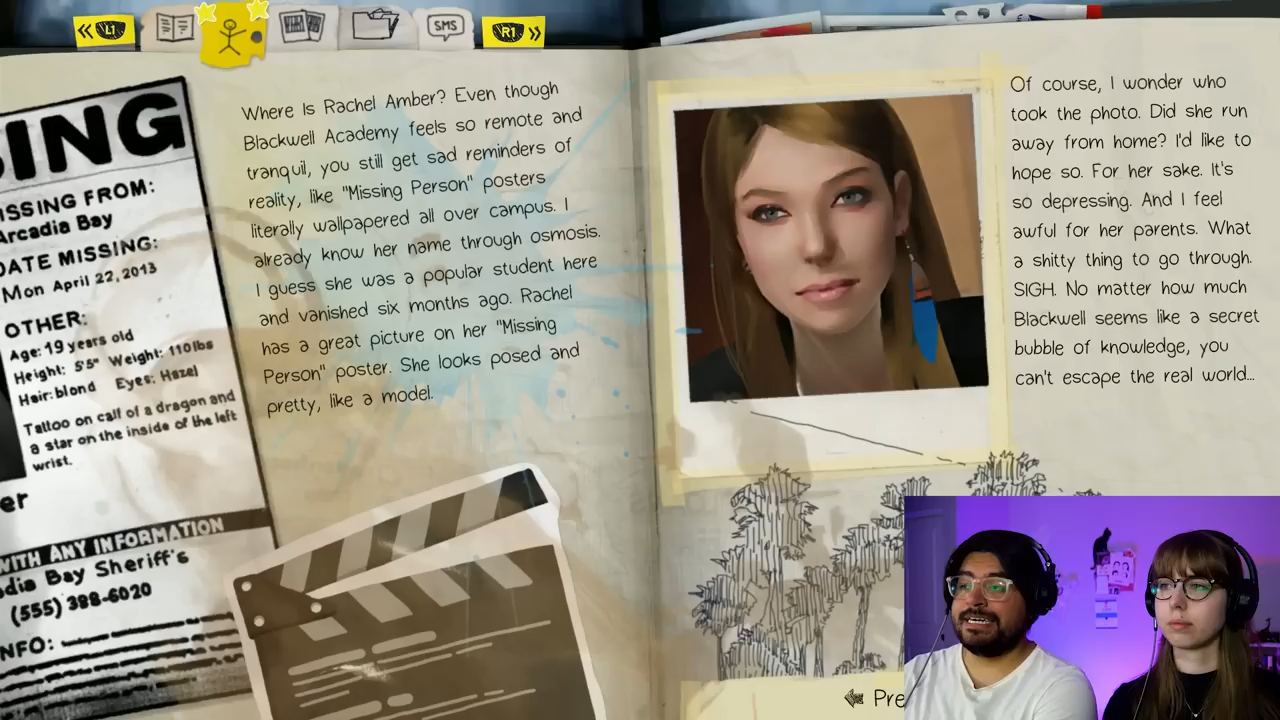 L1
SMS
R1
SING
ISSING FROM:
Arcadia Bay
DATE MISSING:
Mon April 22, 2013
OTHER:
Age: 19 years old
Height: 5'5" Weight: 110lbs
Hair: blond Eyes: Hazel
Tattoo on calf of a dragon and
a star on the inside of the left
wrist.
er
WITH ANY INFORMATION
dia Bay Sheriff's
(555) 388-6020
NFO:
Where Is Rachel Amber? Even though
Blackwell Academy feels so remote and
tranquil, you still get sad reminders of
reality, like "Missing Person" posters
literally wallpapered all over campus. I
already know her name through osmosis.
I guess she was a popular student here
and vanished six months ago. Rachel
has a great picture on her "Missing
Person" poster. She looks posed and
pretty, like a model.
Of course, I wonder who
took the photo. Did she run
away from home? I'd like to
hope so. For her sake. It's
so depressing. And I feel
awful for her parents. What
a shitty thing to go through.
SIGH. No matter how much
Blackwell seems like a secret
bubble of knowledge, you
can't escape the real world...
Pre